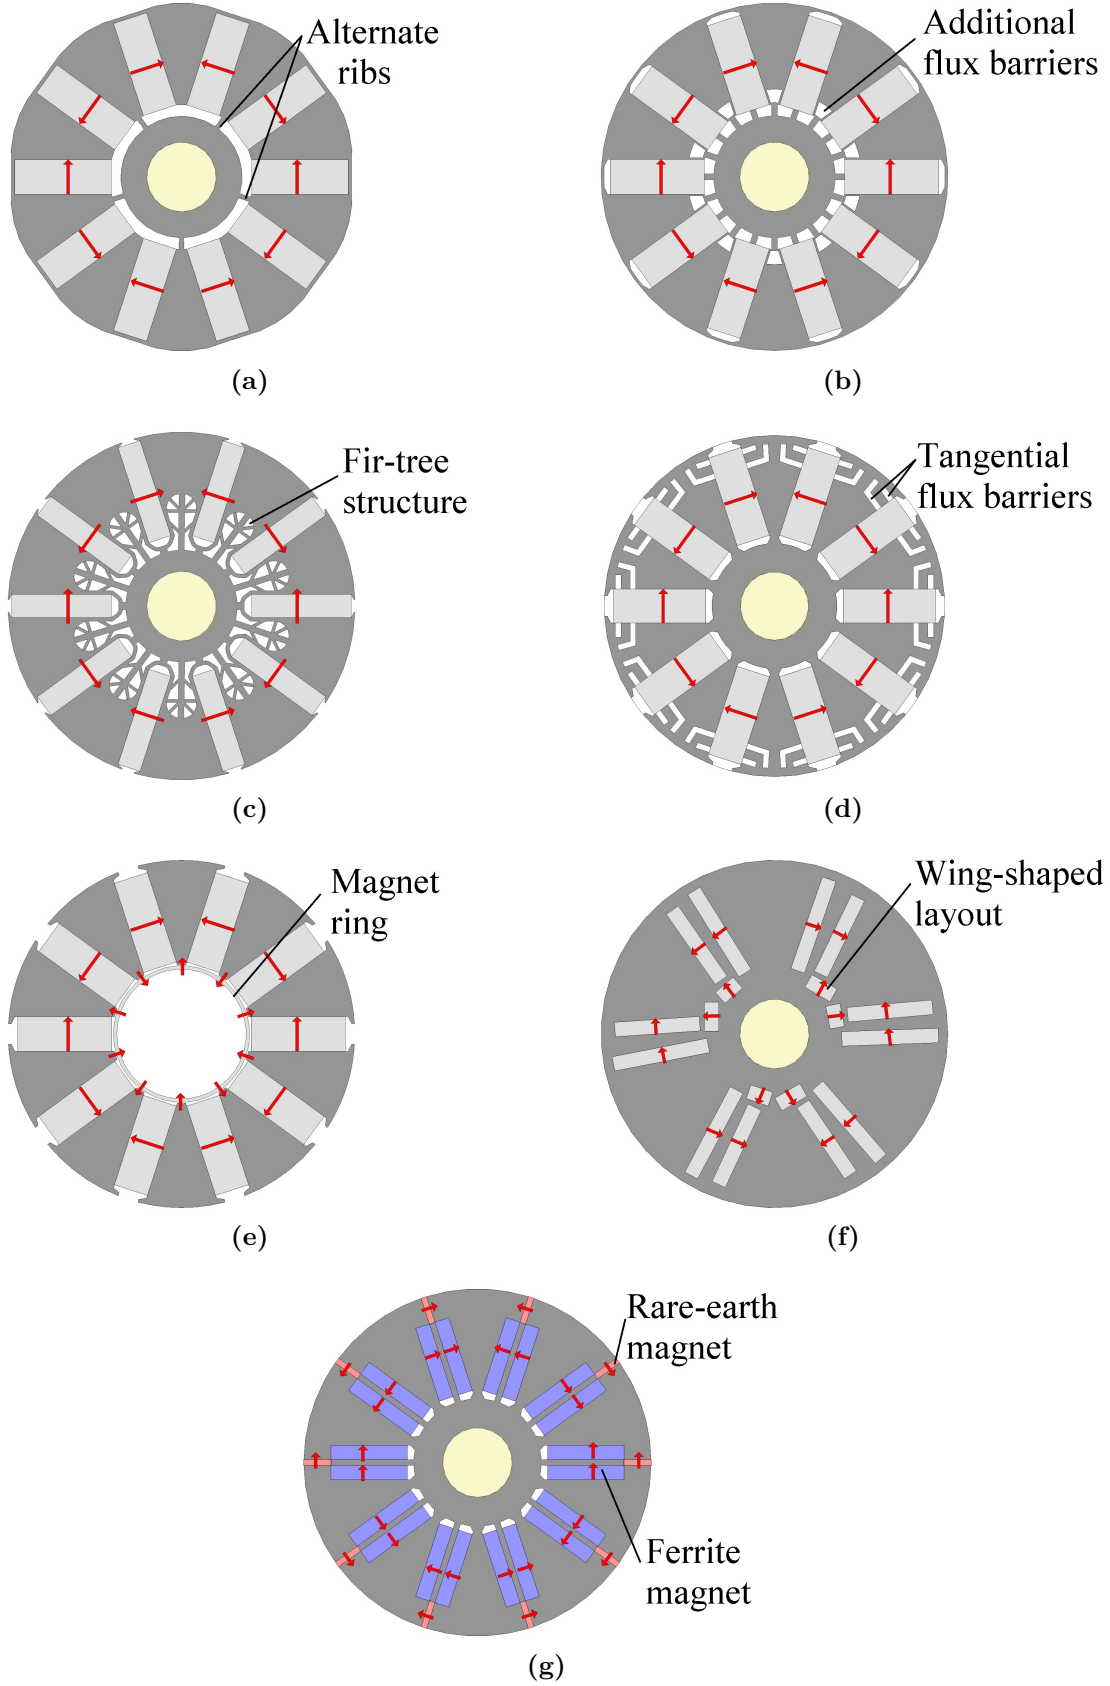 Alternate
ribs
Additional
flux barriers
(a)
(b)
Fir-tree
structure
Tangential
flux barriers
(c)
(d)
Magnet
ring
Wing-shaped
layout
(e)
(f)
Rare-earth
magnet
Ferrite
magnet
(g)